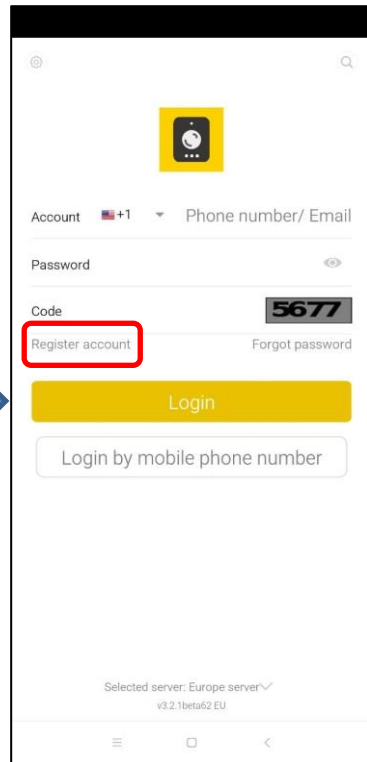 Account +1 Phone number/ Email
Password
Code 5677
Register account Forgot password
Login
Login by mobile phone number
Selected server: Europe server
v3.2.1beta62 EU